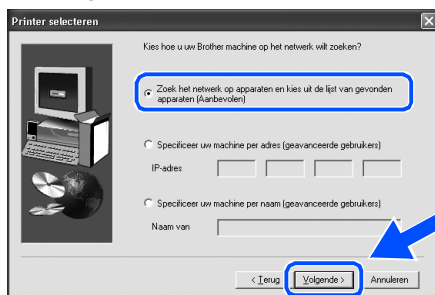 Printer selecteren
Kies hoe u uw Brother machine op het netwerk wilt zoeken?
Zoek het netwerk op apparaten en kies uit de lijst van gevonden
apparaten (Aanbevolen)
Specificeer uw machine per adres (geavanceerde gebruikers)
IP-adres
Specificeer uw machine per naam (geavanceerde gebruikers)
Naam van
< Terug
Volgende >
Annuleren